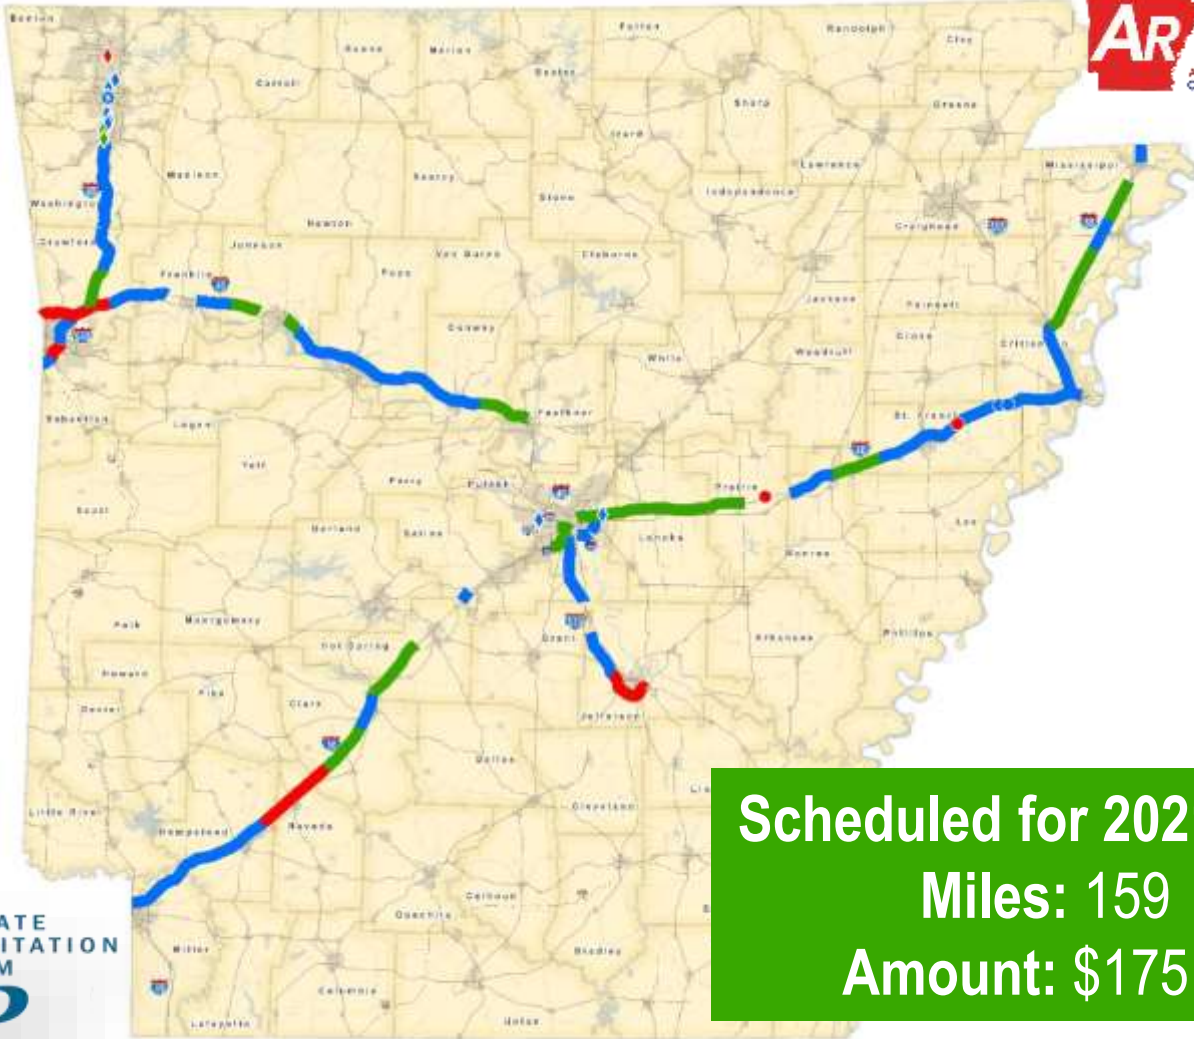 AR
Benton
Carroll
Boone
Marion
Baxter
Fulton
Randolph
Clay
Sharp
Greene
Izard
Lawrence
Mississippi
Madison
Searcy
Stone
Independence
Washington
Newton
Craighead
Crawford
Johnson
Van Buren
Cleburne
Franklin
Pope
Jackson
Poinsett
Conway
Cross
Crittenden
White
Woodruff
Sebastian
Logan
Faulkner
St. Francis
Yell
Perry
Pulaski
Prairie
Scott
Garland
Saline
Lonoke
Lee
Monroe
Polk
Montgomery
Hot Spring
Grant
Arkansas
Phillips
Howard
Pike
Clark
Sevier
Jefferson
Dallas
Little River
Hempstead
Nevada
Cleveland
Calhoun
Ouachita
Miller
Bradley
Columbia
Lafayette
Union
Scheduled for 202
Miles: 159
Amount: $175
ATE
ITATION
M